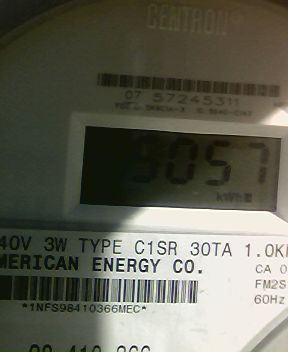 CENTRON
07 57245311
9057
kWh
40V 3W TYPE C1SR 30TA 1.0K
MERICAN ENERGY CO.
CA 0
FM2S
60Hz
*1NFS98410366MEC*